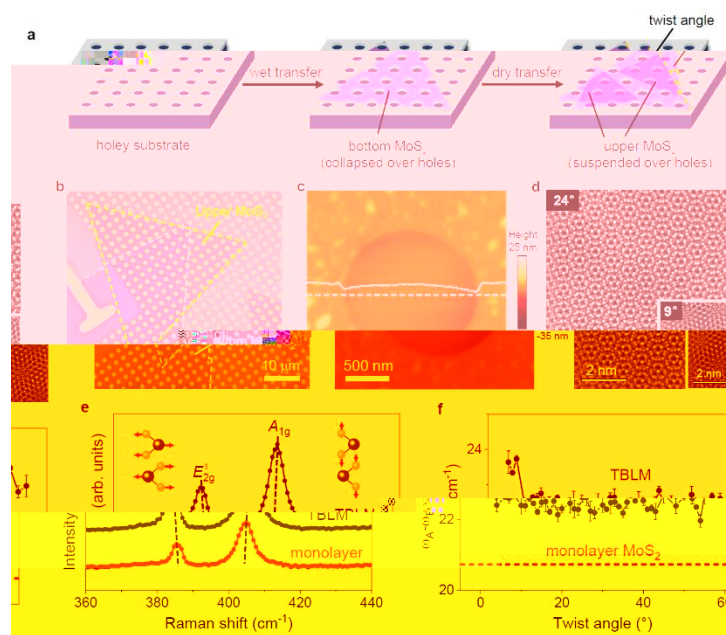 a
twist angle
wet transfer
dry transfer
holey substrate
bottom MoS
(collapsed over holes)
upper MoS
(suspended over holes)
b
c
d
Upper MoS
24°
Height
25 nm
9°
-35 nm
10 μm
500 nm
2 nm
2 nm
e
f
A1g
E12g
(arb. units)
Intensity
TBLM
monolayer
360
380
400
420
440
Raman shift (cm-1)
24
22
20
cm-1)
TBLM
monolayer MoS2
0
20
40
60
Twist angle (°)